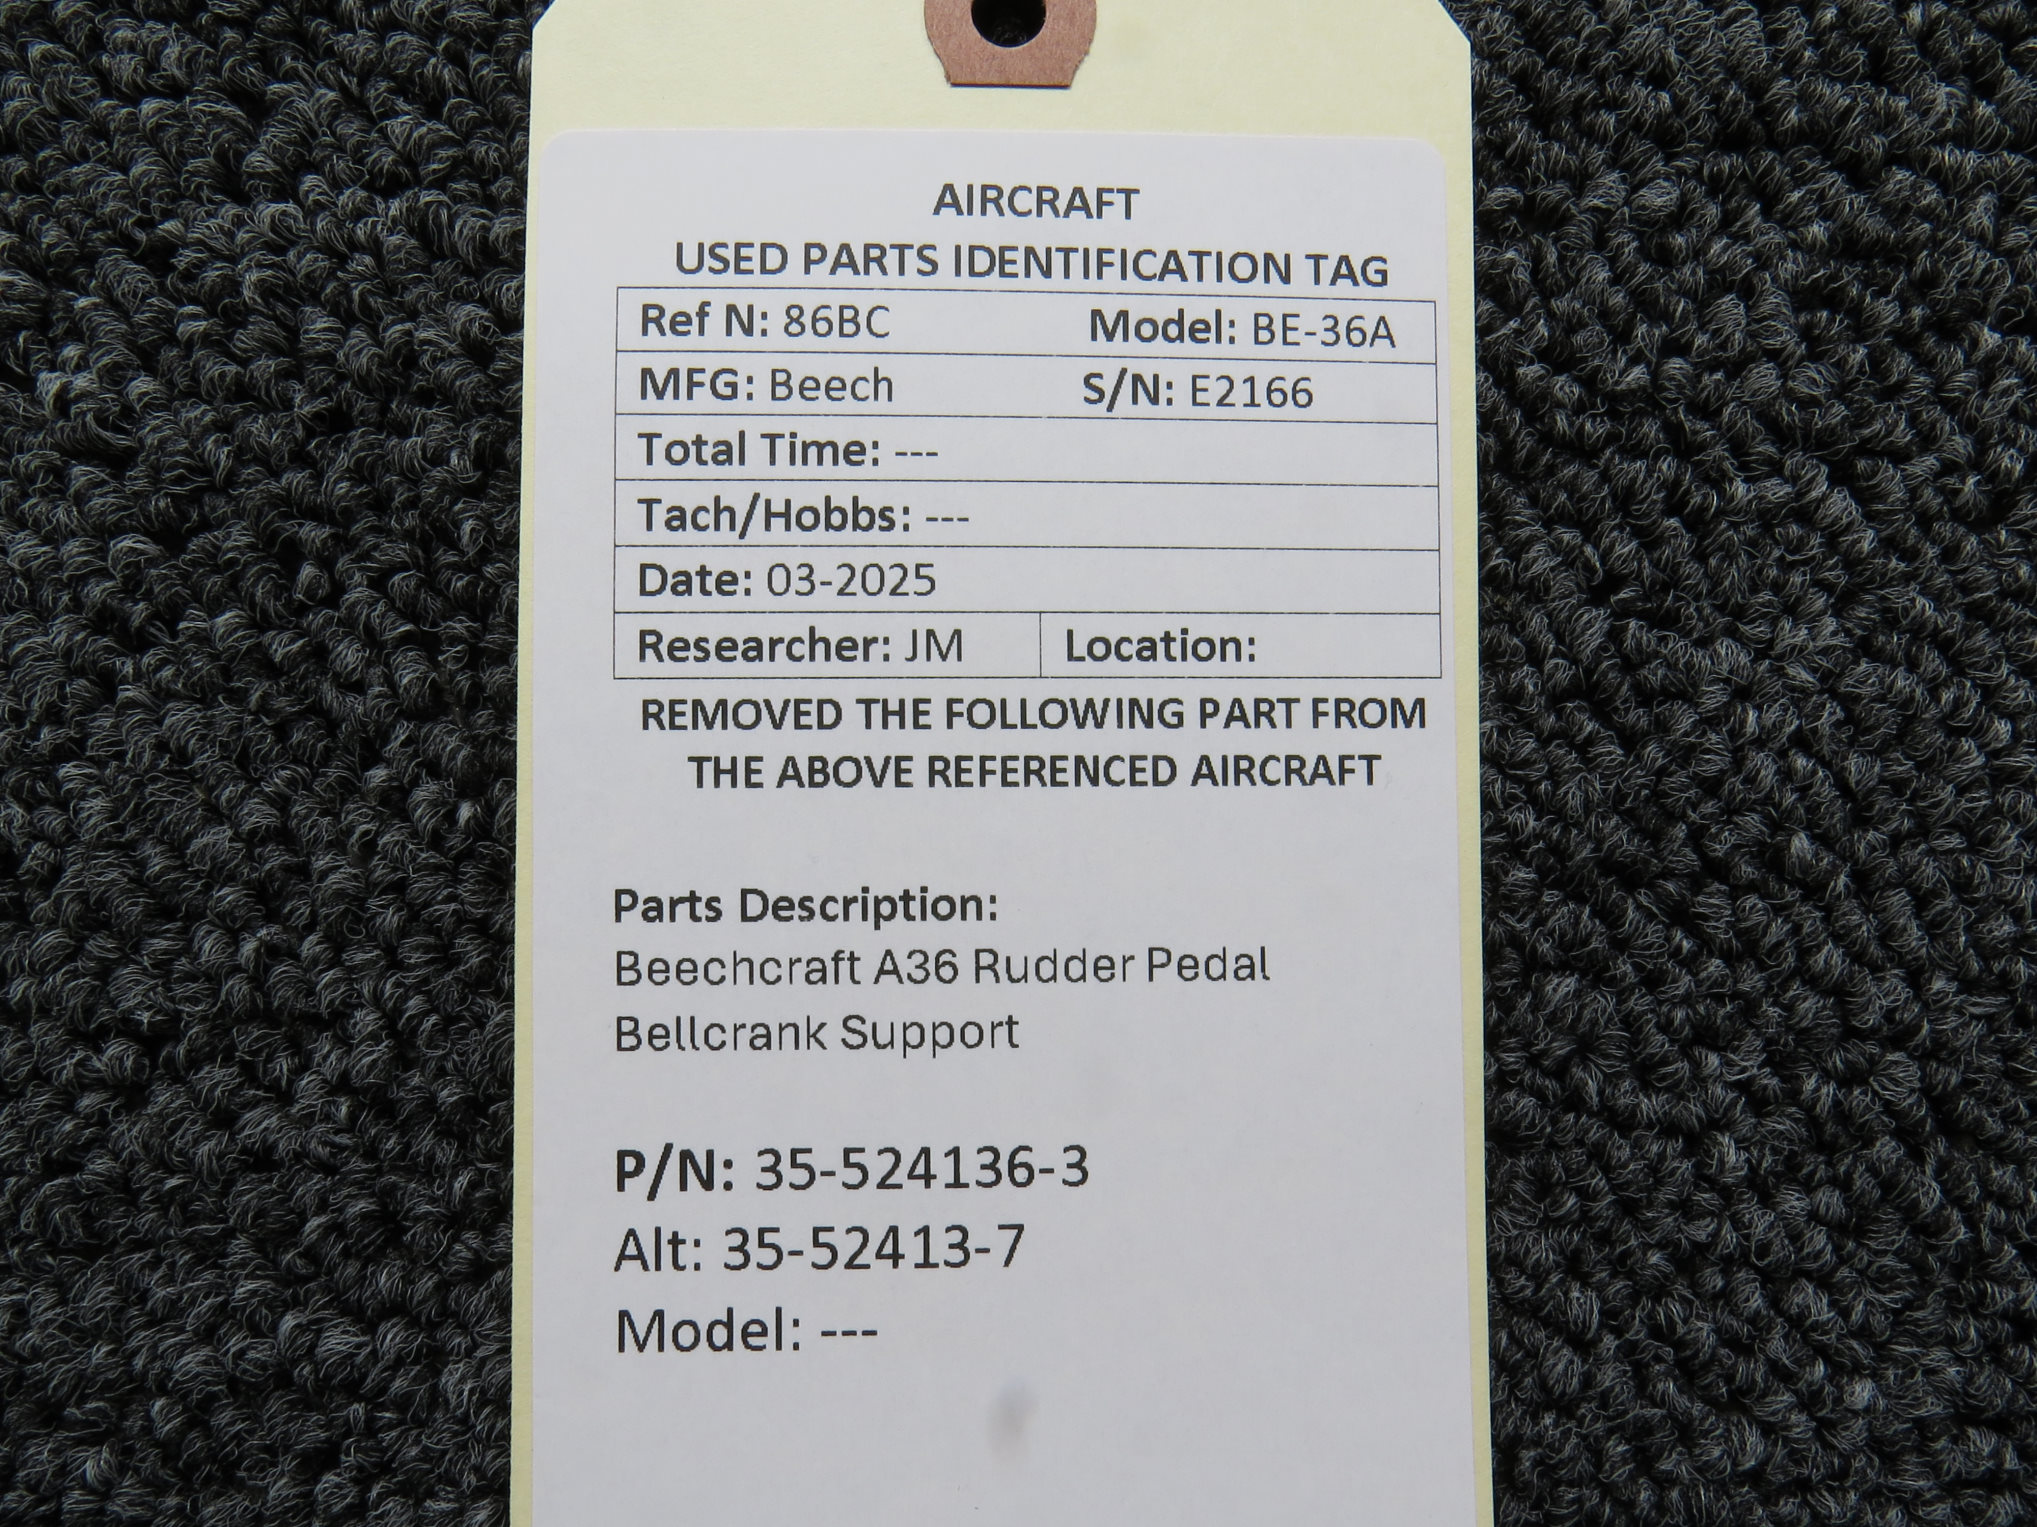 AIRCRAFT
USED PARTS IDENTIFICATION TAG
Ref N: 86BC Model: BE-36A
MFG: Beech S/N: E2166
Total Time: ---
Tach/Hobbs: ---
Date: 03-2025
Researcher: JM Location:
REMOVED THE FOLLOWING PART FROM
THE ABOVE REFERENCED AIRCRAFT
Parts Description:
Beechcraft A36 Rudder Pedal
Bellcrank Support
P/N: 35-524136-3
Alt: 35-52413-7
Model: ---